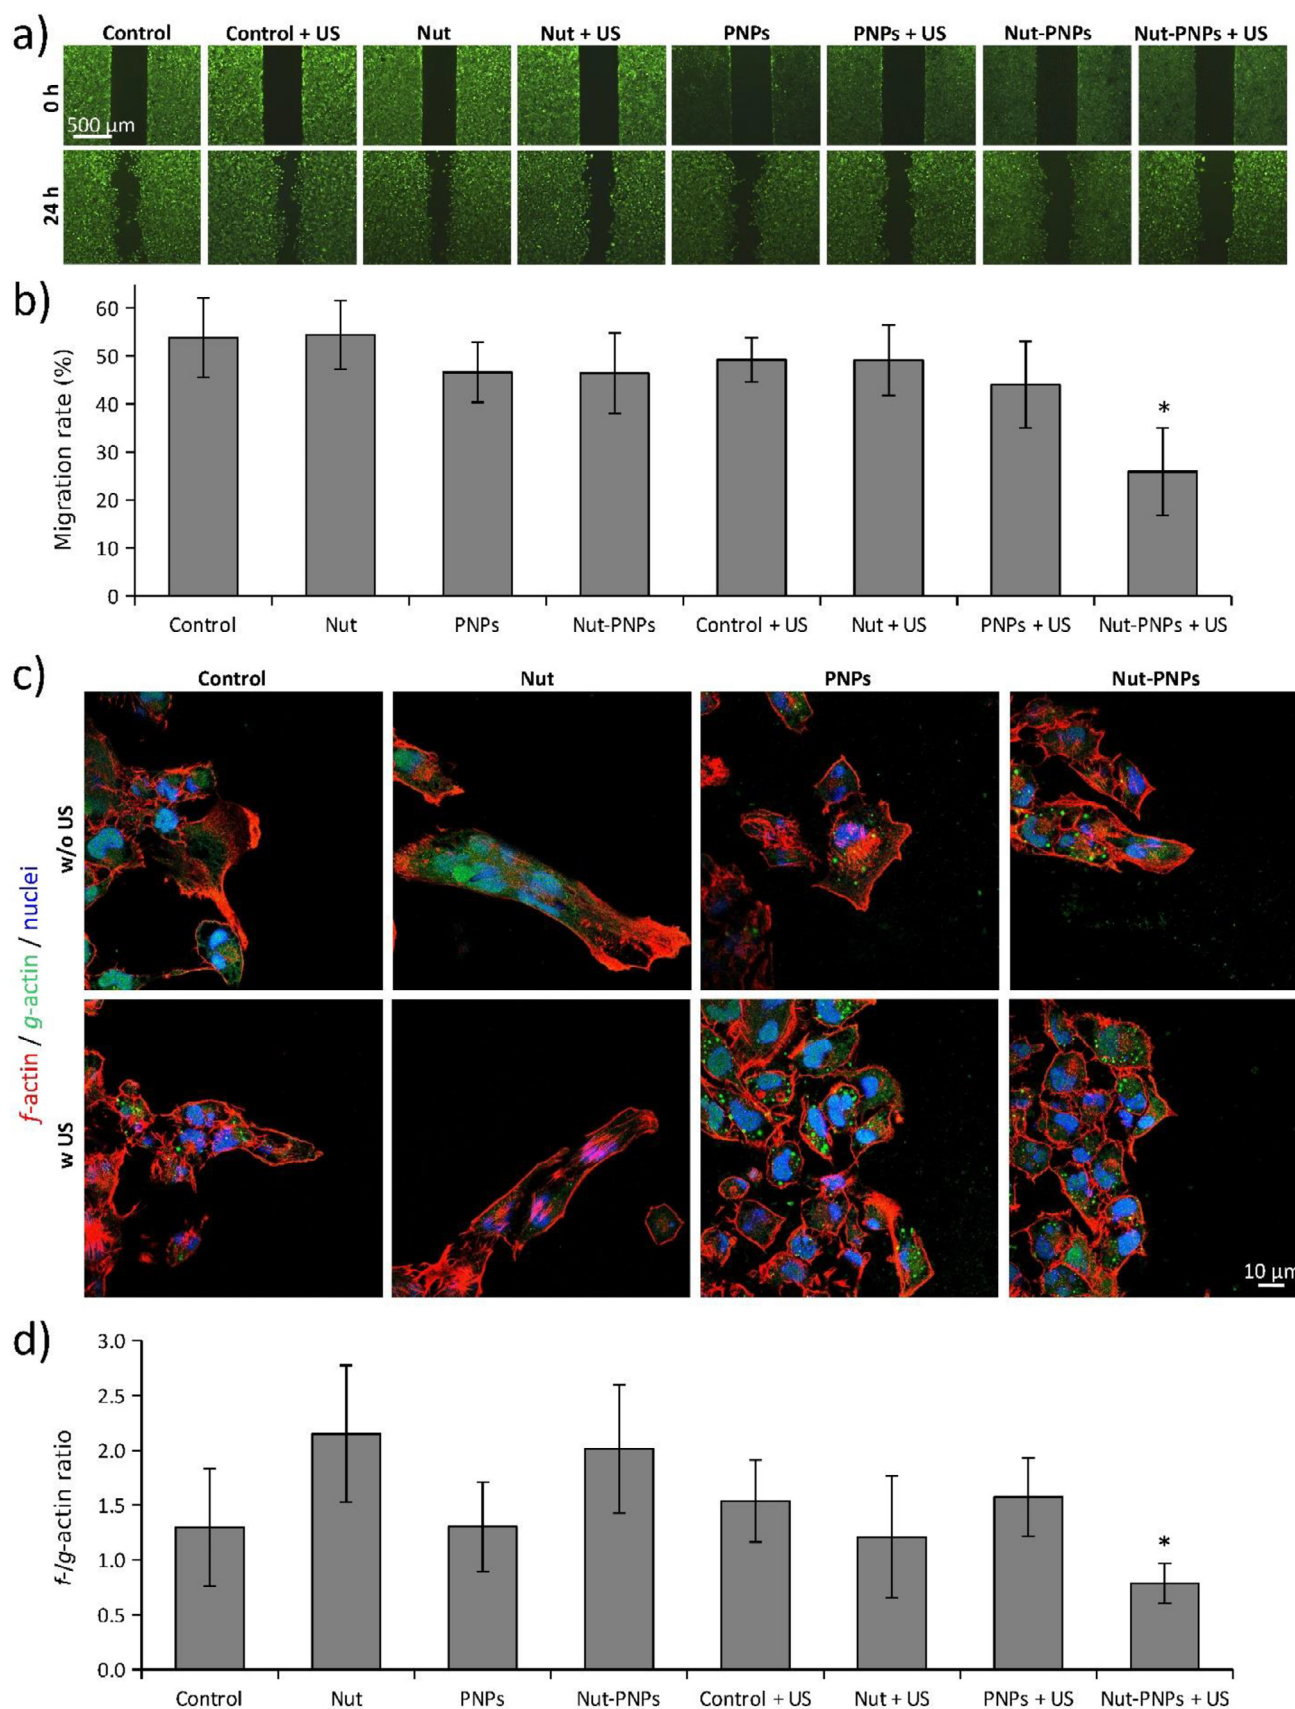 a)
Control Control + US Nut Nut + US PNPs PNPs + US Nut-PNPs Nut-PNPs + US
0 h
500 µm
24 h
b)
Migration rate (%)
60
50
40
30
20
10
0
*
Control Nut PNPs Nut-PNPs Control + US Nut + US PNPs + US Nut-PNPs + US
c)
Control Nut PNPs Nut-PNPs
f-actin / g-actin / nuclei
w/o US
w US
10 µm
d)
f-/g-actin ratio
3.0
2.5
2.0
1.5
1.0
0.5
0.0
*
Control Nut PNPs Nut-PNPs Control + US Nut + US PNPs + US Nut-PNPs + US